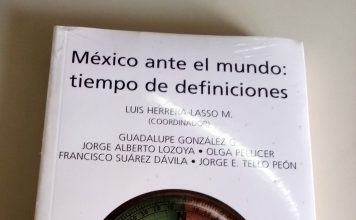 México ante el mundo:
tiempo de definiciones
LUIS HERRERA-LASSO M.
(COORDINADOR)
GUADALUPE GONZÁLEZ G.
JORGE ALBERTO LOZOYA • OLGA PELLICER
FRANCISCO SUÁREZ DÁVILA • JORGE E. TELLO PEÓN